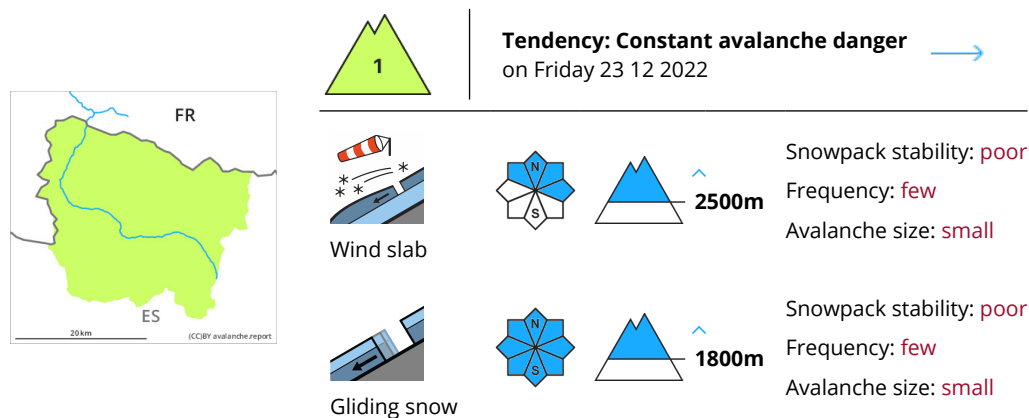 FR
ES
20 km
(CC)BY avalanche.report
1
Tendency: Constant avalanche danger
on Friday 23 12 2022
N
S
2500m
Snowpack stability: poor
Frequency: few
Avalanche size: small
Wind slab
N
S
1800m
Snowpack stability: poor
Frequency: few
Avalanche size: small
Gliding snow